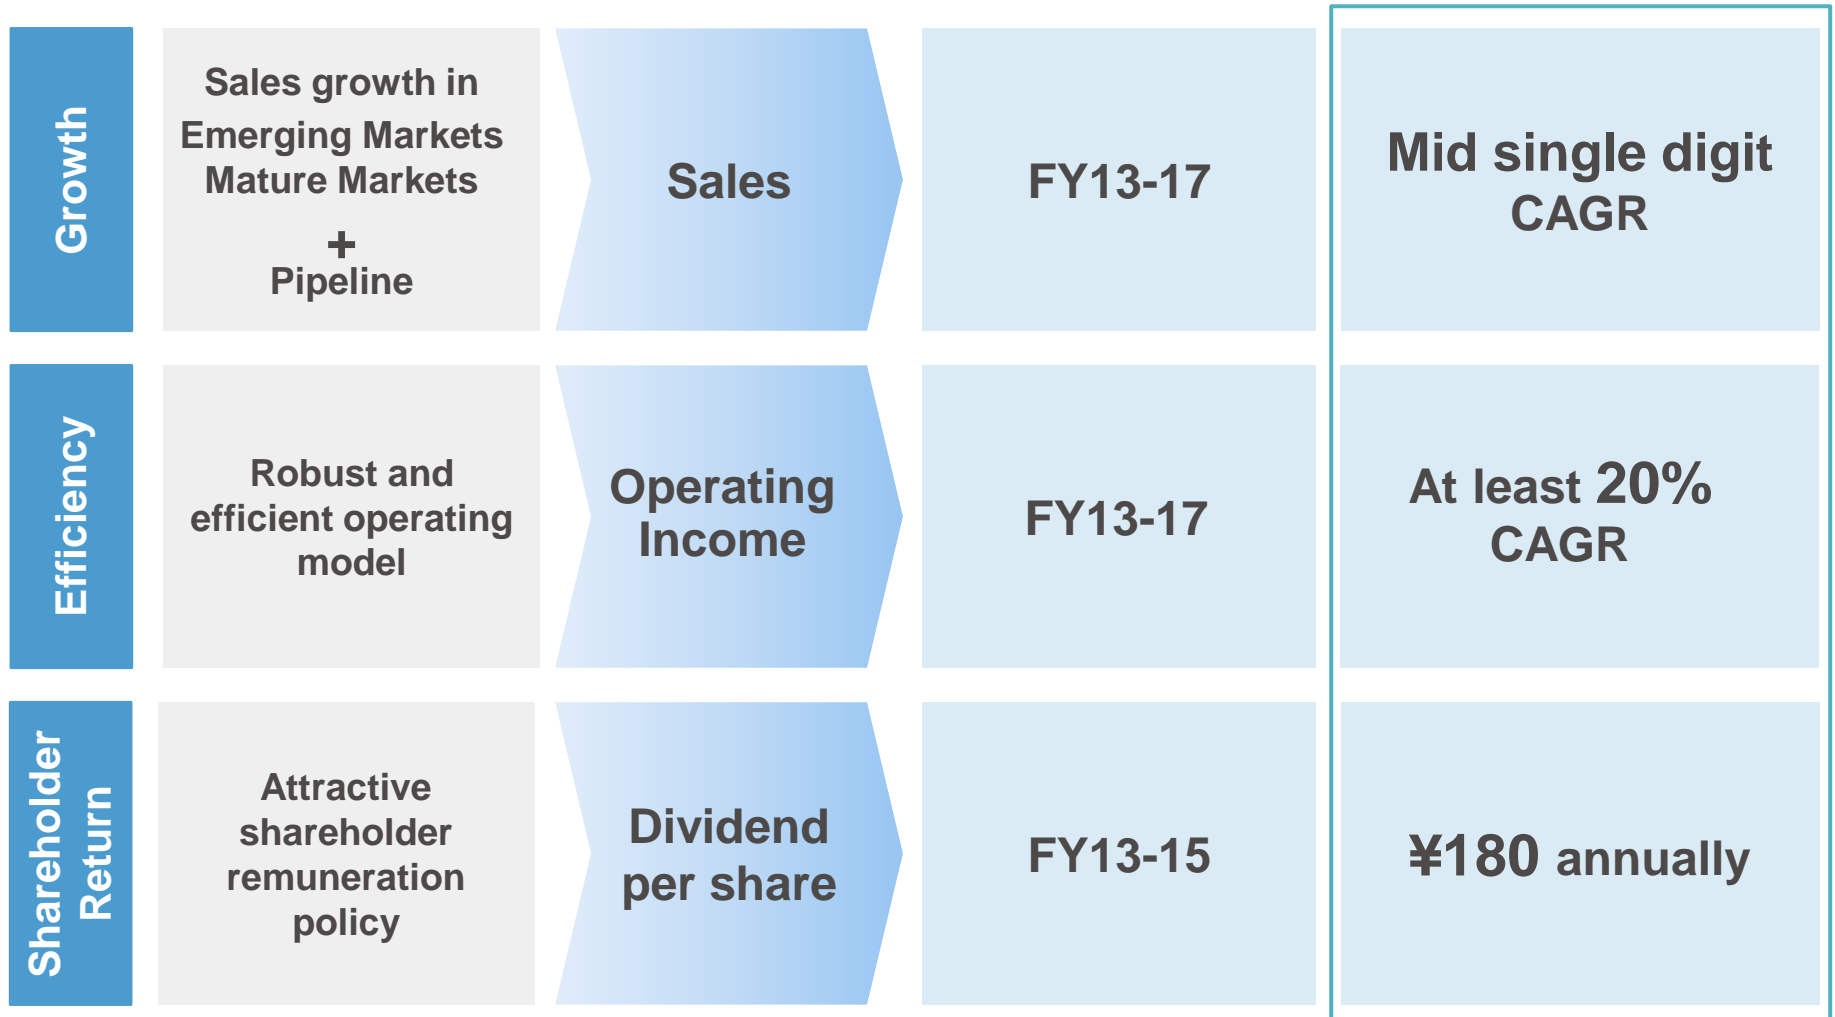 Growth
Sales growth in
Emerging Markets
Mature Markets
+
Pipeline
Sales
FY13-17
Mid single digit
CAGR
Efficiency
Robust and
efficient operating
model
Operating
Income
FY13-17
At least 20%
CAGR
Shareholder
Return
Attractive
shareholder
remuneration
policy
Dividend
per share
FY13-15
¥180 annually